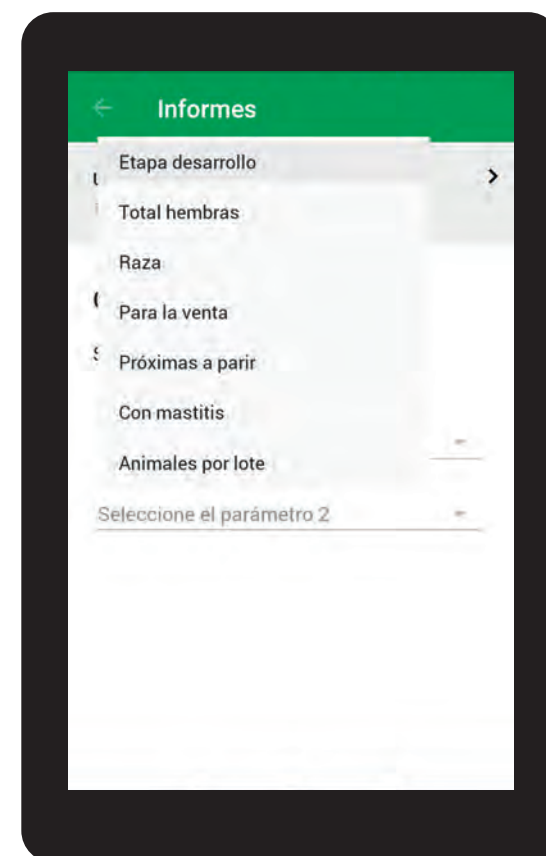 Informes
Etapa desarrollo
Total hembras
Raza
Para la venta
Próximas a parir
Con mastitis
Animales por lote
Seleccione el parámetro 2